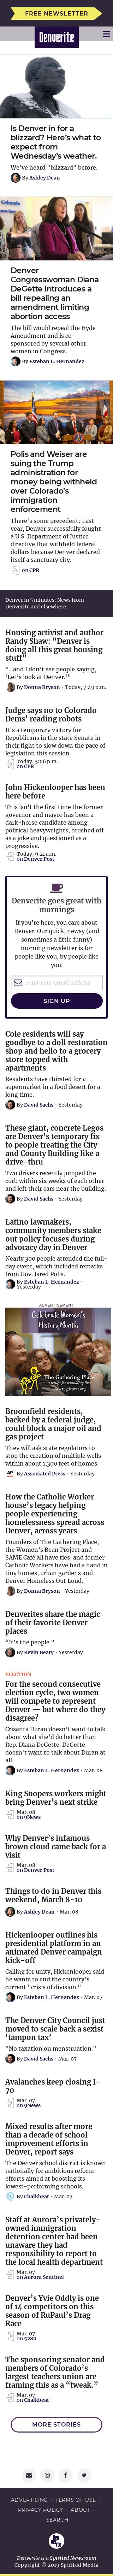 FREE NEWSLETTER
Denverite
Is Denver in for a
blizzard? Here's what to
expect from
Wednesday's weather.
We've heard "blizzard" before.
By Ashley Dean
Denver
Congresswoman Diana
DeGette introduces a
bill repealing an
amendment limiting
abortion access
The bill would repeal the Hyde
Amendment and is co-
sponsored by several other
women in Congress.
By Esteban L. Hernandez
Polis and Weiser are
suing the Trump
administration for
money being withheld
over Colorado's
immigration
enforcement
There's some precedent: Last
year, Denver successfully fought
a U.S. Department of Justice
directive that withheld federal
dollars because Denver declared
itself a sanctuary city.
on CPR
Denver in 5 minutes: News from
Denverite and elsewhere
Housing activist and author
Randy Shaw: "Denver is
doing all this great housing
stuff"
"...and I don't see people saying,
'Let's look at Denver.'"
By Donna Bryson · Today, 7:49 p.m.
Judge says no to Colorado
Dems' reading robots
It's a temporary victory for
Republicans in the state Senate in
their fight to slow down the pace of
legislation this session.
Today, 5:06 p.m.
on CPR
John Hickenlooper has been
here before
This isn't the first time the former
governor and mayor has been a
dark-horse candidate among
political heavyweights, brushed off
as a joke and questioned as a
pragmatist.
Today, 9:21 a.m.
on Denver Post
Denverite goes great with
mornings
If you're here, you care about
Denver. Our quick, newsy (and
sometimes a little funny)
morning newsletter is for
people like you, by people like
you.
enter your email address
SIGN UP
Cole residents will say
goodbye to a doll restoration
shop and hello to a grocery
store topped with
apartments
Residents have thirsted for a
supermarket in a food desert for a
long time.
By David Sachs · Yesterday
These giant, concrete Legos
are Denver's temporary fix
to people treating the City
and County Building like a
drive-thru
Two drivers recently jumped the
curb within six weeks of each other
and left their cars near the building.
By David Sachs · Yesterday
Latino lawmakers,
community members stake
out policy focuses during
advocacy day in Denver
Nearly 300 people attended the full-
day event, which included remarks
from Gov. Jared Polis.
By Esteban L. Hernandez ·
Yesterday
ADVERTISEMENT
Celebrate Women's
History Month
The Gathering Place
Broomfield residents,
backed by a federal judge,
could block a major oil and
gas project
They will ask state regulators to
stop the creation of multiple wells
within about 1,300 feet of homes.
AP
By Associated Press · Yesterday
How the Catholic Worker
house's legacy helping
people experiencing
homelessness spread across
Denver, across years
Founders of The Gathering Place,
the Women's Bean Project and
SAME Café all have ties, and former
Catholic Workers have had a hand in
tiny homes, urban gardens and
Denver Homeless Out Loud.
By Donna Bryson · Yesterday
Denverites share the magic
of their favorite Denver
places
"It's the people."
By Kevin Beaty · Yesterday
ELECTION
For the second consecutive
election cycle, two women
will compete to represent
Denver — but where do they
disagree?
Crisanta Duran doesn't want to talk
about what she'd do better than
Rep. Diana DeGette. DeGette
doesn't want to talk about Duran at
all.
By Esteban L. Hernandez · Mar. 08
King Soopers workers might
bring Denver's next strike
Mar. 08
on 9News
Why Denver's infamous
brown cloud came back for a
visit
Mar. 08
on Denver Post
Things to do in Denver this
weekend, March 8-10
By Ashley Dean · Mar. 08
Hickenlooper outlines his
presidential platform in an
animated Denver campaign
kick-off
Calling for unity, Hickenlooper said
he wants to end the country's
current "crisis of division."
By Esteban L. Hernandez · Mar. 07
The Denver City Council just
moved to scale back a sexist
'tampon tax'
"No taxation on menstruation."
By David Sachs · Mar. 07
Avalanches keep closing I-
70
Mar. 07
on 9News
Mixed results after more
than a decade of school
improvement efforts in
Denver, report says
The Denver school district is known
nationally for ambitious reform
efforts aimed at boosting its
lowest-performing schools.
By Chalkbeat · Mar. 07
Staff at Aurora's privately-
owned immigration
detention center had been
unaware they had
responsibility to report to
the local health department
Mar. 07
on Aurora Sentinel
Denver's Yvie Oddly is one
of 14 competitors on this
season of RuPaul's Drag
Race
Mar. 07
on 5280
The sponsoring senator and
members of Colorado's
largest teachers union are
framing this as a "tweak."
Mar. 07
on Chalkbeat
MORE STORIES
ADVERTISING · TERMS OF USE ·
PRIVACY POLICY · ABOUT ·
SEARCH
Denverite is a Spirited Newsroom
Copyright © 2019 Spirited Media